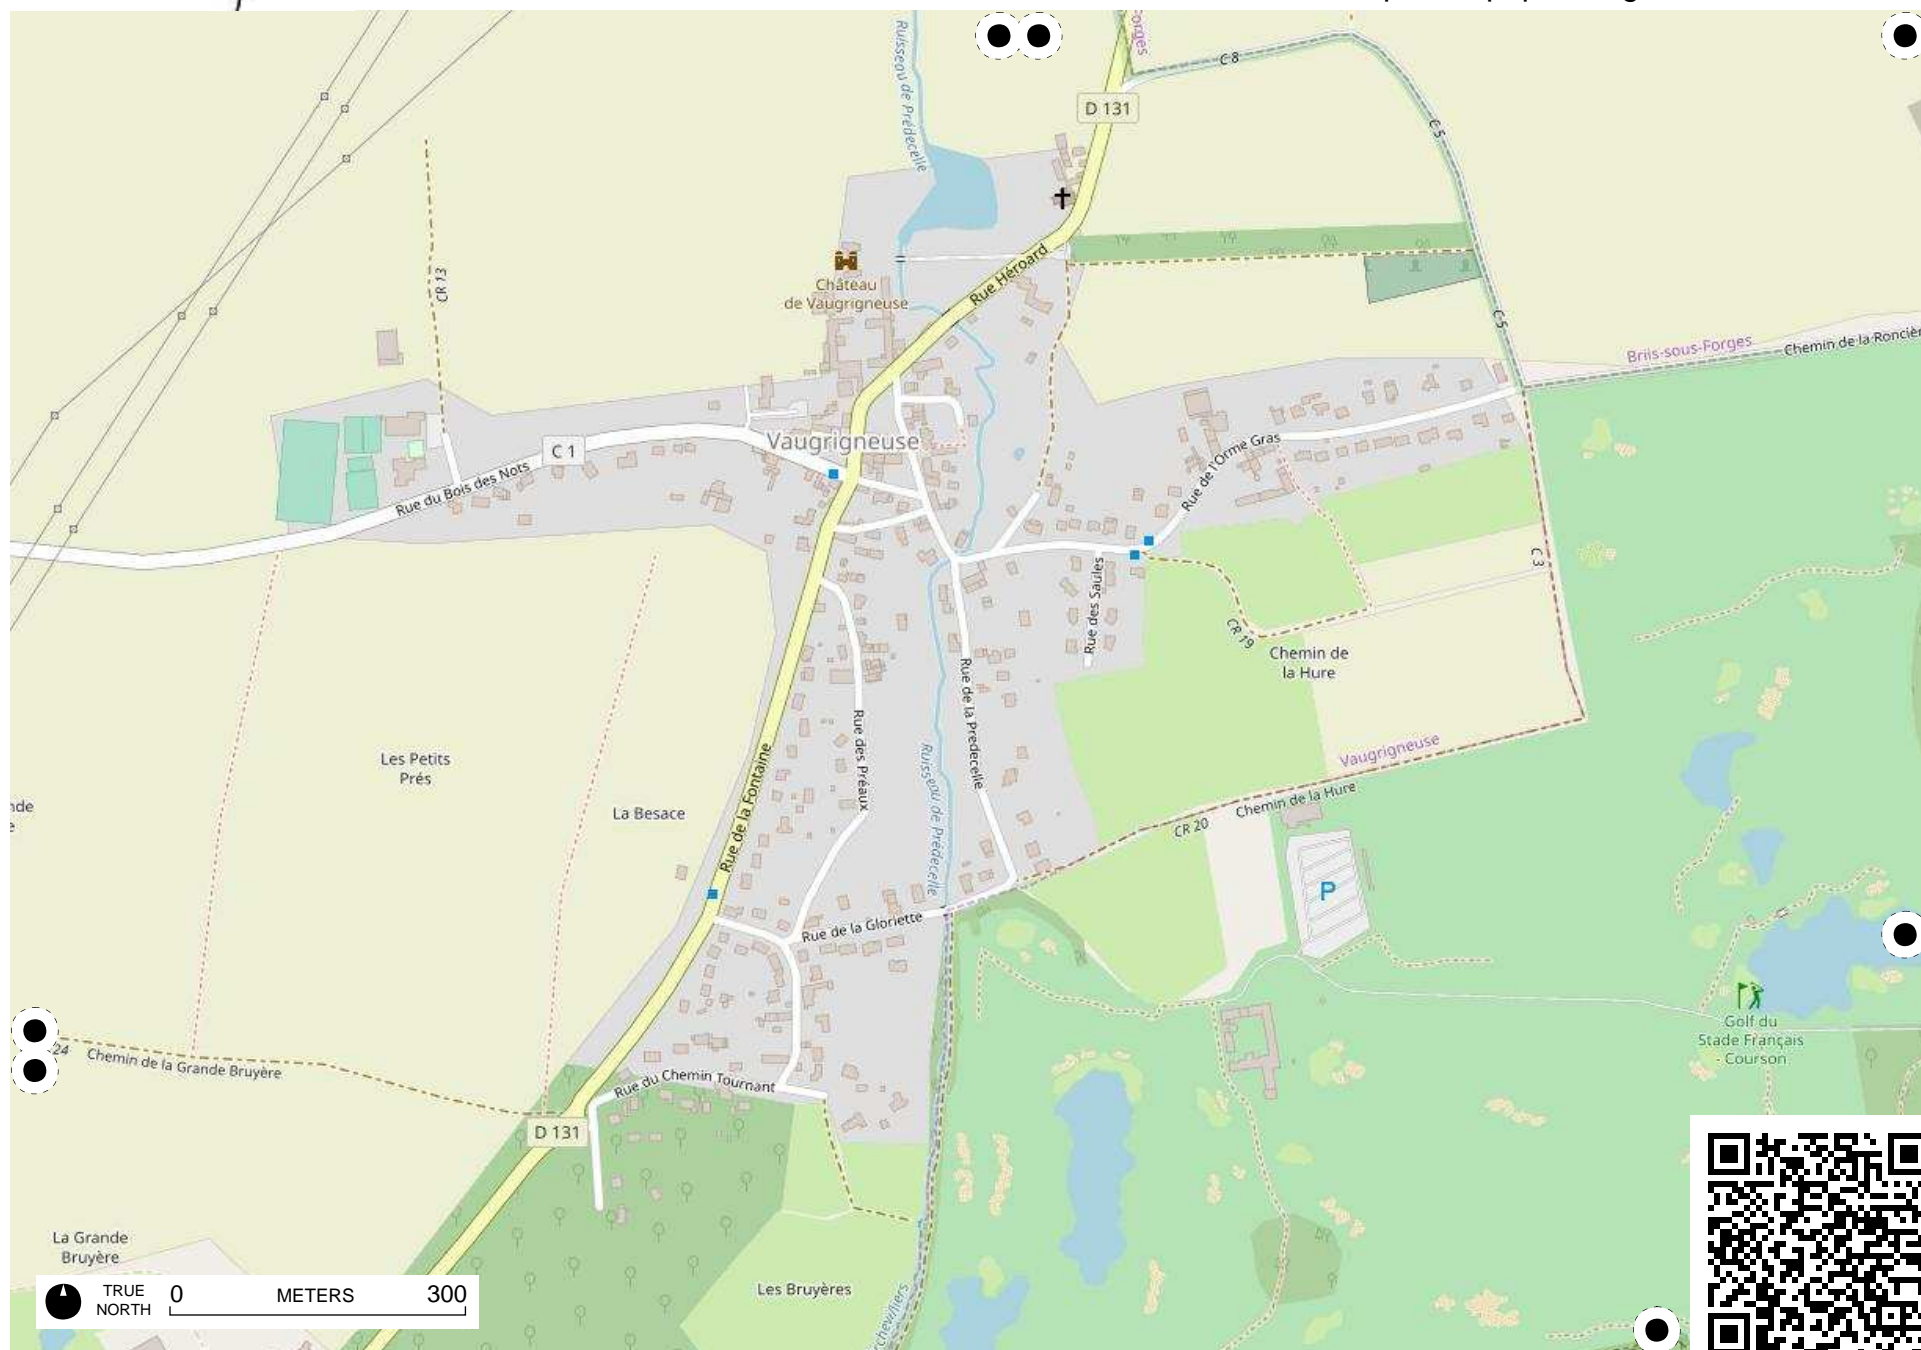 Ruisseau de Prédecelle
C 8
D 131
C 5
CR 13
Château
de Vaugrigneuse
Rue Héroard
C 5
Briis-sous-Forges
Chemin de la Roncière
Vaugrigneuse
C 1
Rue du Bois des Nots
Rue de l'Orme Gras
Rue des Saules
C 3
CR 19
Chemin de
la Hure
Rue de la Predecelle
Rue des Préaux
Ruisseau de Prédecelle
Rue de la Fontaine
Les Petits
Prés
La Besace
Vaugrigneuse
Chemin de la Hure
CR 20
P
Rue de la Gloriette
Golf du
Stade Français
- Courson
24
Chemin de la Grande Bruyère
Rue du Chemin Tournant
D 131
La Grande
Bruyère
Les Bruyères
TRUE
NORTH
0 METERS 300